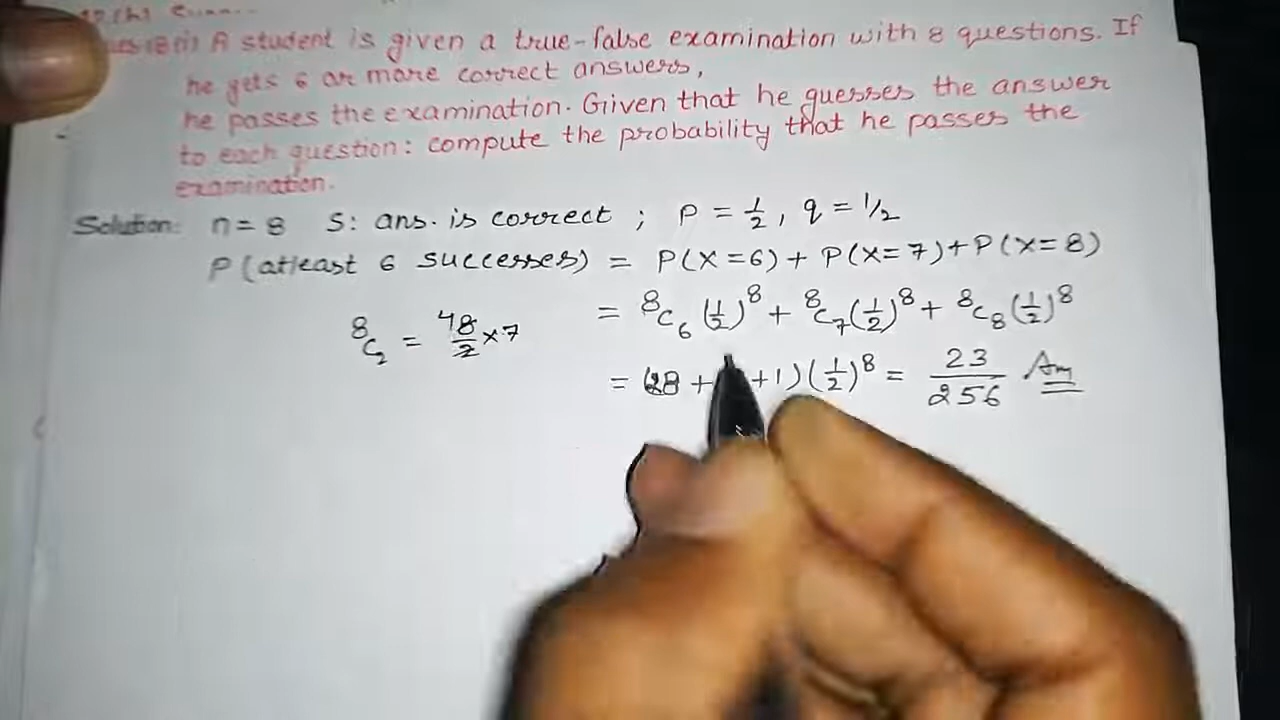 A student is given a true-false examination with 8 questions. If
he gets 6 or more correct answers,
he passes the examination. Given that he guesses the answer
to each question: compute the probability that he passes the
examination.
Solution: n = 8 S: ans. is correct ; P = 1/2, q = 1/2
P (atleast 6 successes) = P(X = 6) + P(X = 7) + P(X = 8)
= ⁸C₆ (1/2)⁸ + ⁸C₇ (1/2)⁸ + ⁸C₈ (1/2)⁸
⁸C₂ = 48/2 × 7
= (28 + +1) (1/2)⁸ = 23/256 Ans